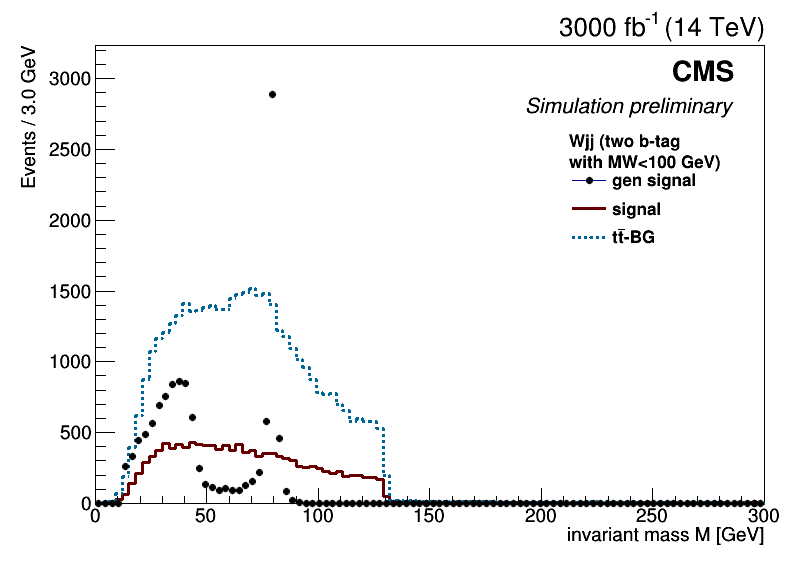 3000 fb-1 (14 TeV)
CMS
Simulation preliminary
Wjj (two b-tag
with MW<100 GeV)
gen signal
signal
tt̄-BG
Events / 3.0 GeV
3000
2500
2000
1500
1000
500
0
0 50 100 150 200 250 300
invariant mass M [GeV]